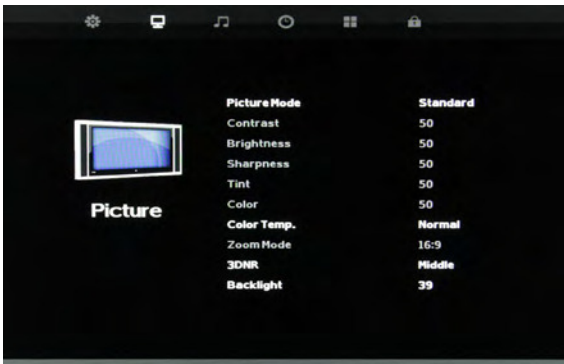 Picture Mode Standard
Contrast 50
Brightness 50
Sharpness 50
Tint 50
Color 50
Color Temp. Normal
Zoom Mode 16:9
3DNR Middle
Backlight 39
Picture